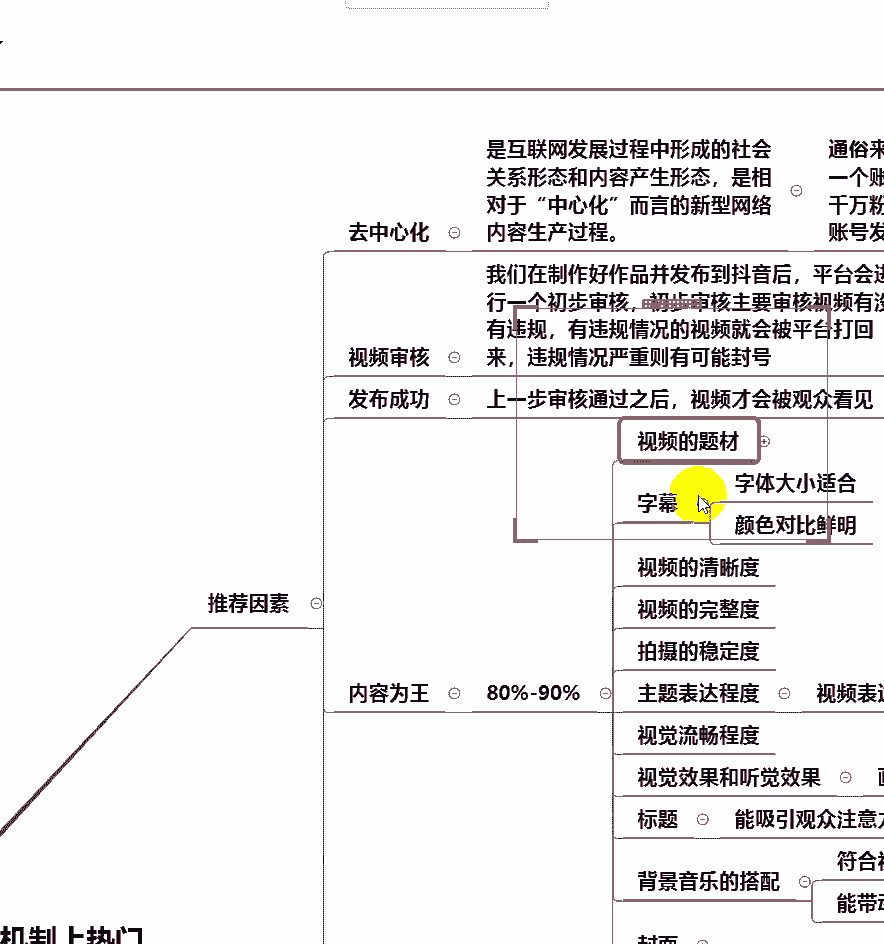 是互联网发展过程中形成的社会
关系形态和内容产生形态，是相
对于“中心化”而言的新型网络
内容生产过程。
通俗来
一个账
千万粉
账号发
去中心化
我们在制作好作品并发布到抖音后，平台会进
行一个初步审核，初步审核主要审核视频有没
有违规，有违规情况的视频就会被平台打回
来，违规情况严重则有可能封号
视频审核
发布成功
上一步审核通过之后，视频才会被观众看见
视频的题材
字幕
字体大小适合
颜色对比鲜明
视频的清晰度
视频的完整度
推荐因素
拍摄的稳定度
内容为王
80%-90%
主题表达程度
视频表达
视觉流畅程度
视觉效果和听觉效果
标题
能吸引观众注意力
背景音乐的搭配
符合视
能带动
机制上热门
封面